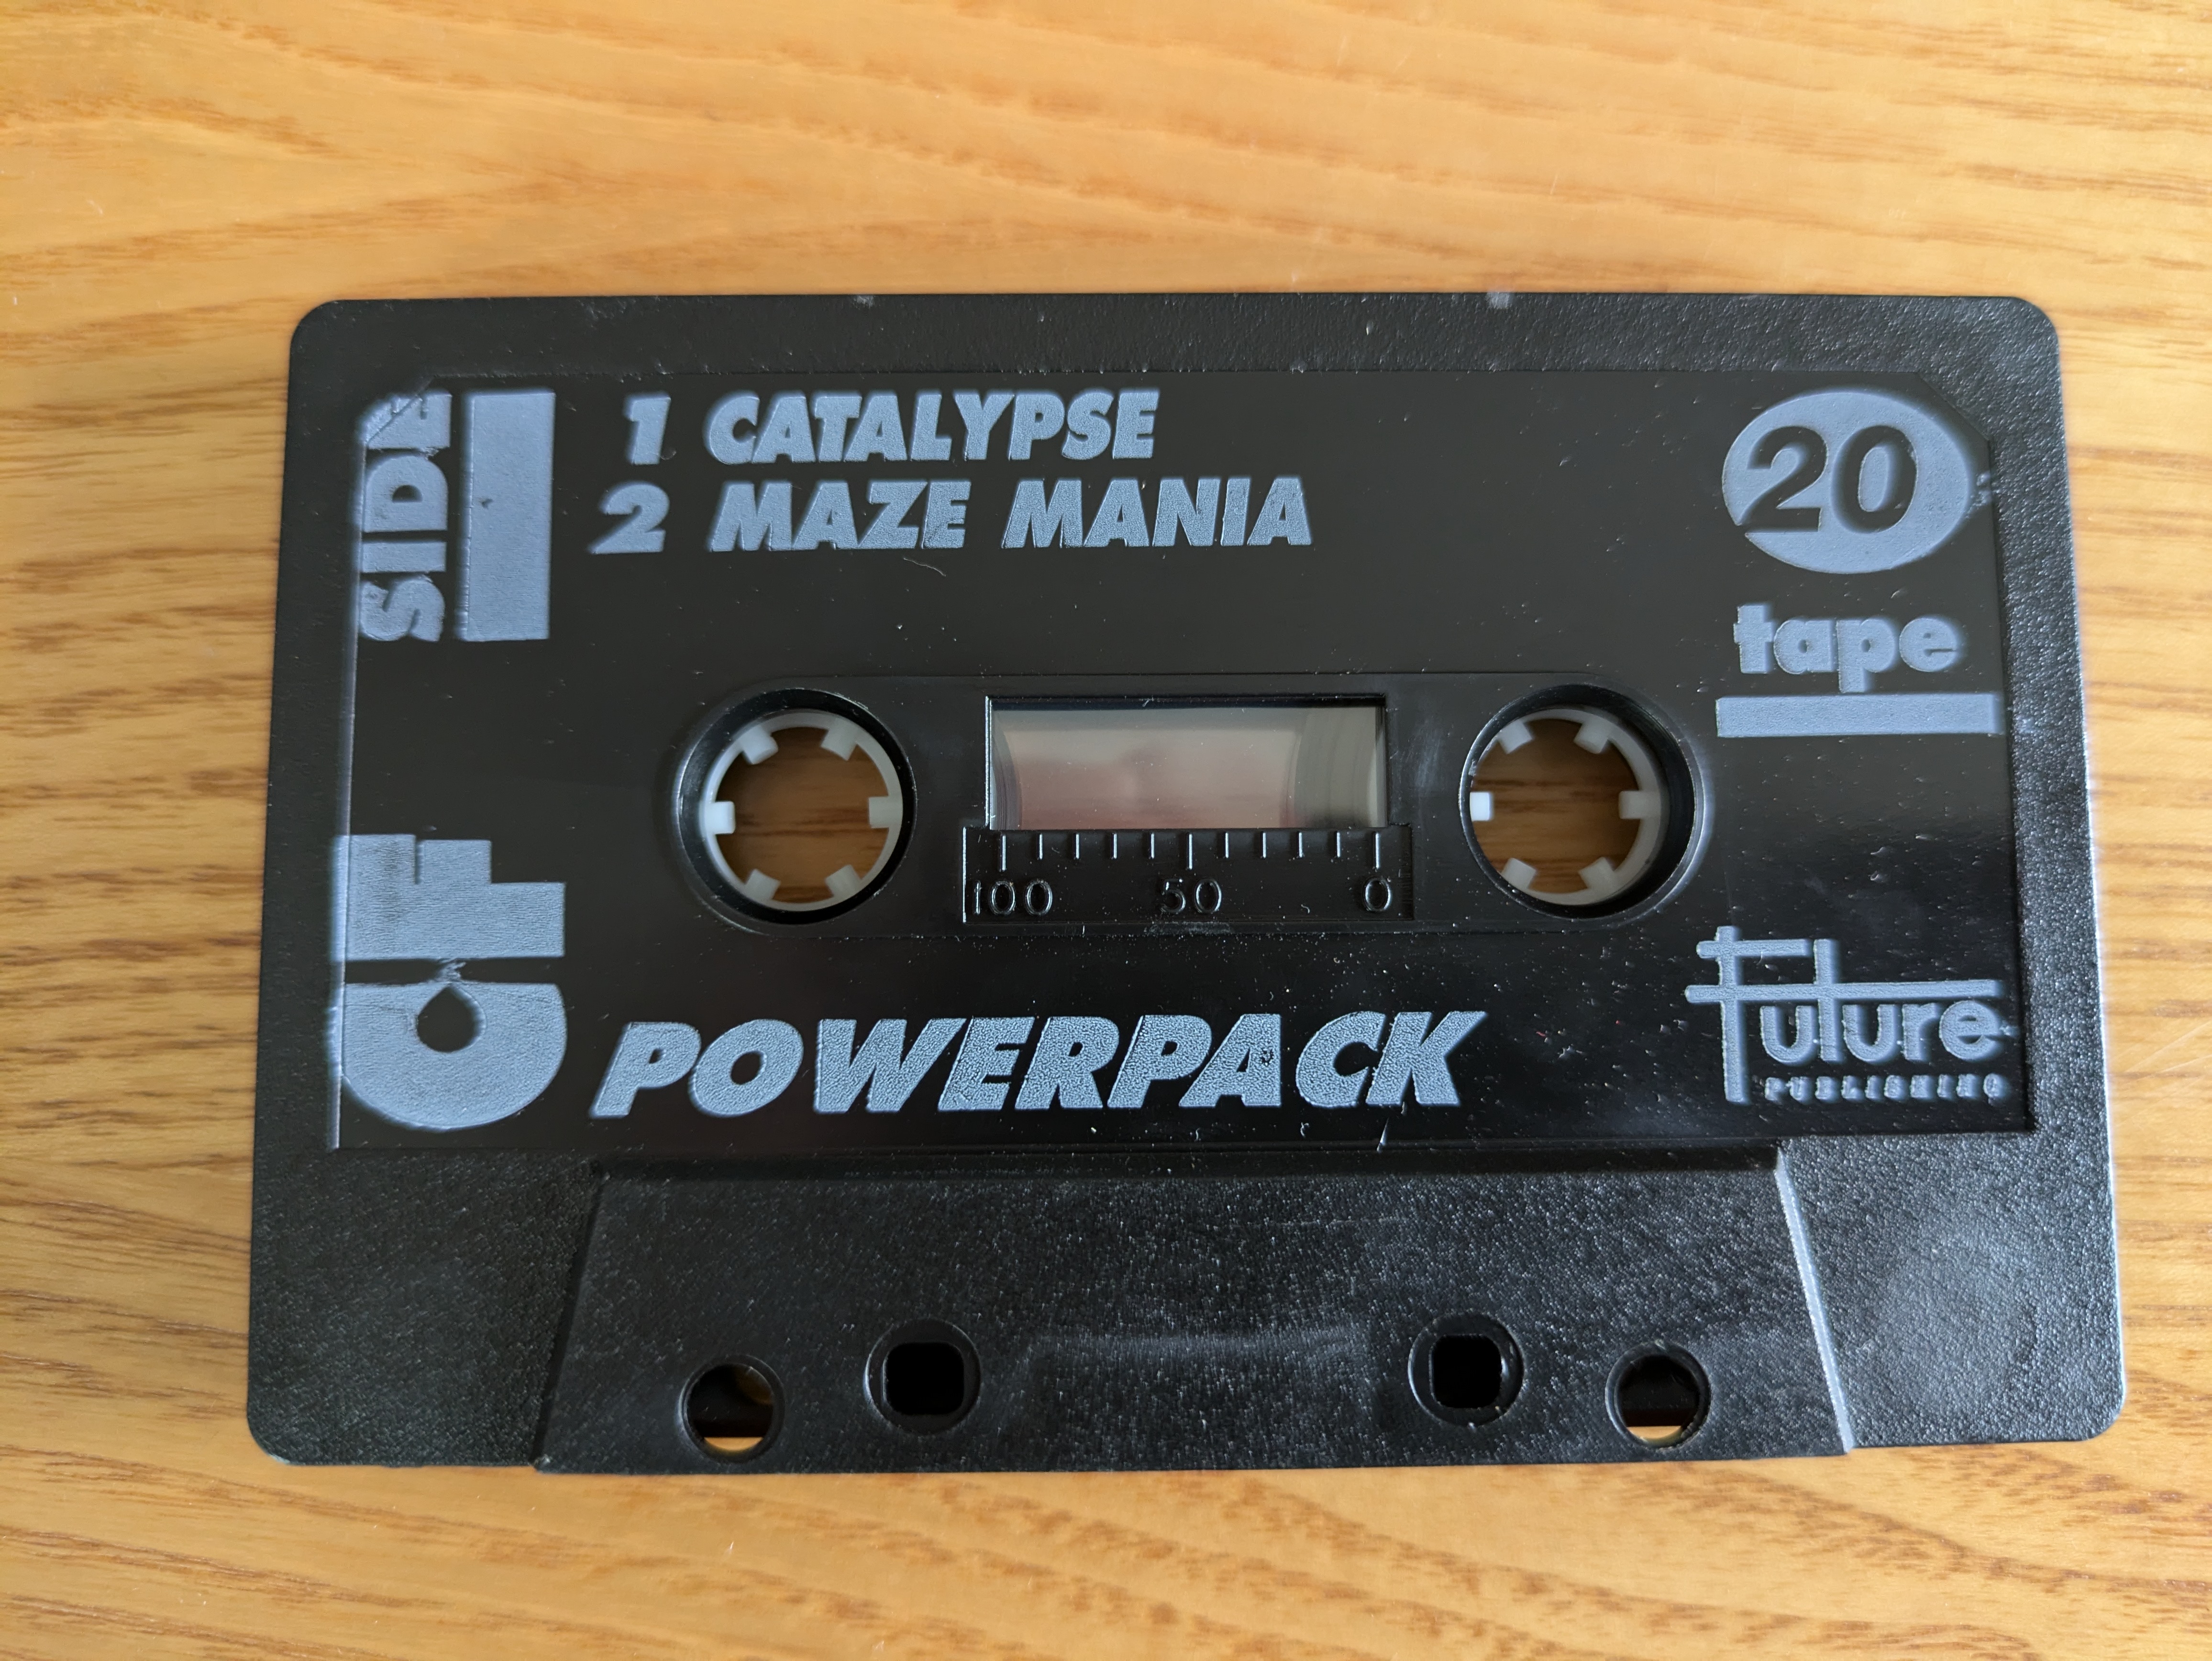 SIDE 1
1 CATALYPSE
2 MAZE MANIA
20
tape
100 50 0
CF
POWERPACK
Future
PUBLISHING